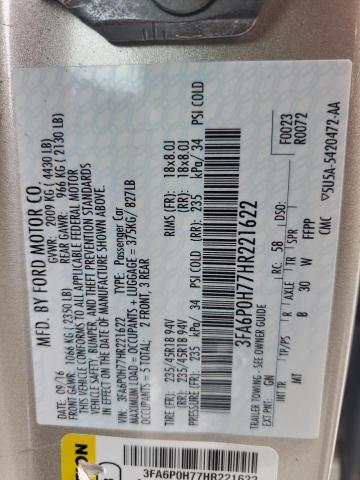 MFD. BY FORD MOTOR CO.
GVWR: 2009 KG ( 4430 LB)
FRONT GAWR: 1066 KG ( 2350 LB)
REAR GAWR: 966 KG ( 2130 LB)
DATE: 09/16
THIS VEHICLE CONFORMS TO ALL APPLICABLE FEDERAL MOTOR
VEHICLE SAFETY, BUMPER, AND THEFT PREVENTION STANDARDS
IN EFFECT ON THE DATE OF MANUFACTURE SHOWN ABOVE.
VIN: 3FA6P0H77HR221622
TYPE: Passenger Car
MAXIMUM LOAD = OCCUPANTS + LUGGAGE = 375KG/ 827LB
OCCUPANTS = 5 TOTAL: 2 FRONT, 3 REAR
TIRE (FR): 235/45R18 94V RIMS (FR): 18x8.0J
TIRE (RR): 235/45R18 94V (RR): 18x8.0J
PRESSURE (FR): 235 kPa/ 34 PSI COLD (RR): 235 kPa/ 34 PSI COLD
3FA6P0H77HR221622
F0023
R0072
TRAILER TOWING - SEE OWNER GUIDE
EXT PNT: GN RC: 58 DSO:
INT TR TP/PS R AXLE TR SPR
MT B 30 W FFPP
CMC 5U5A-5420472-AA
3FA6P0H77HR221622